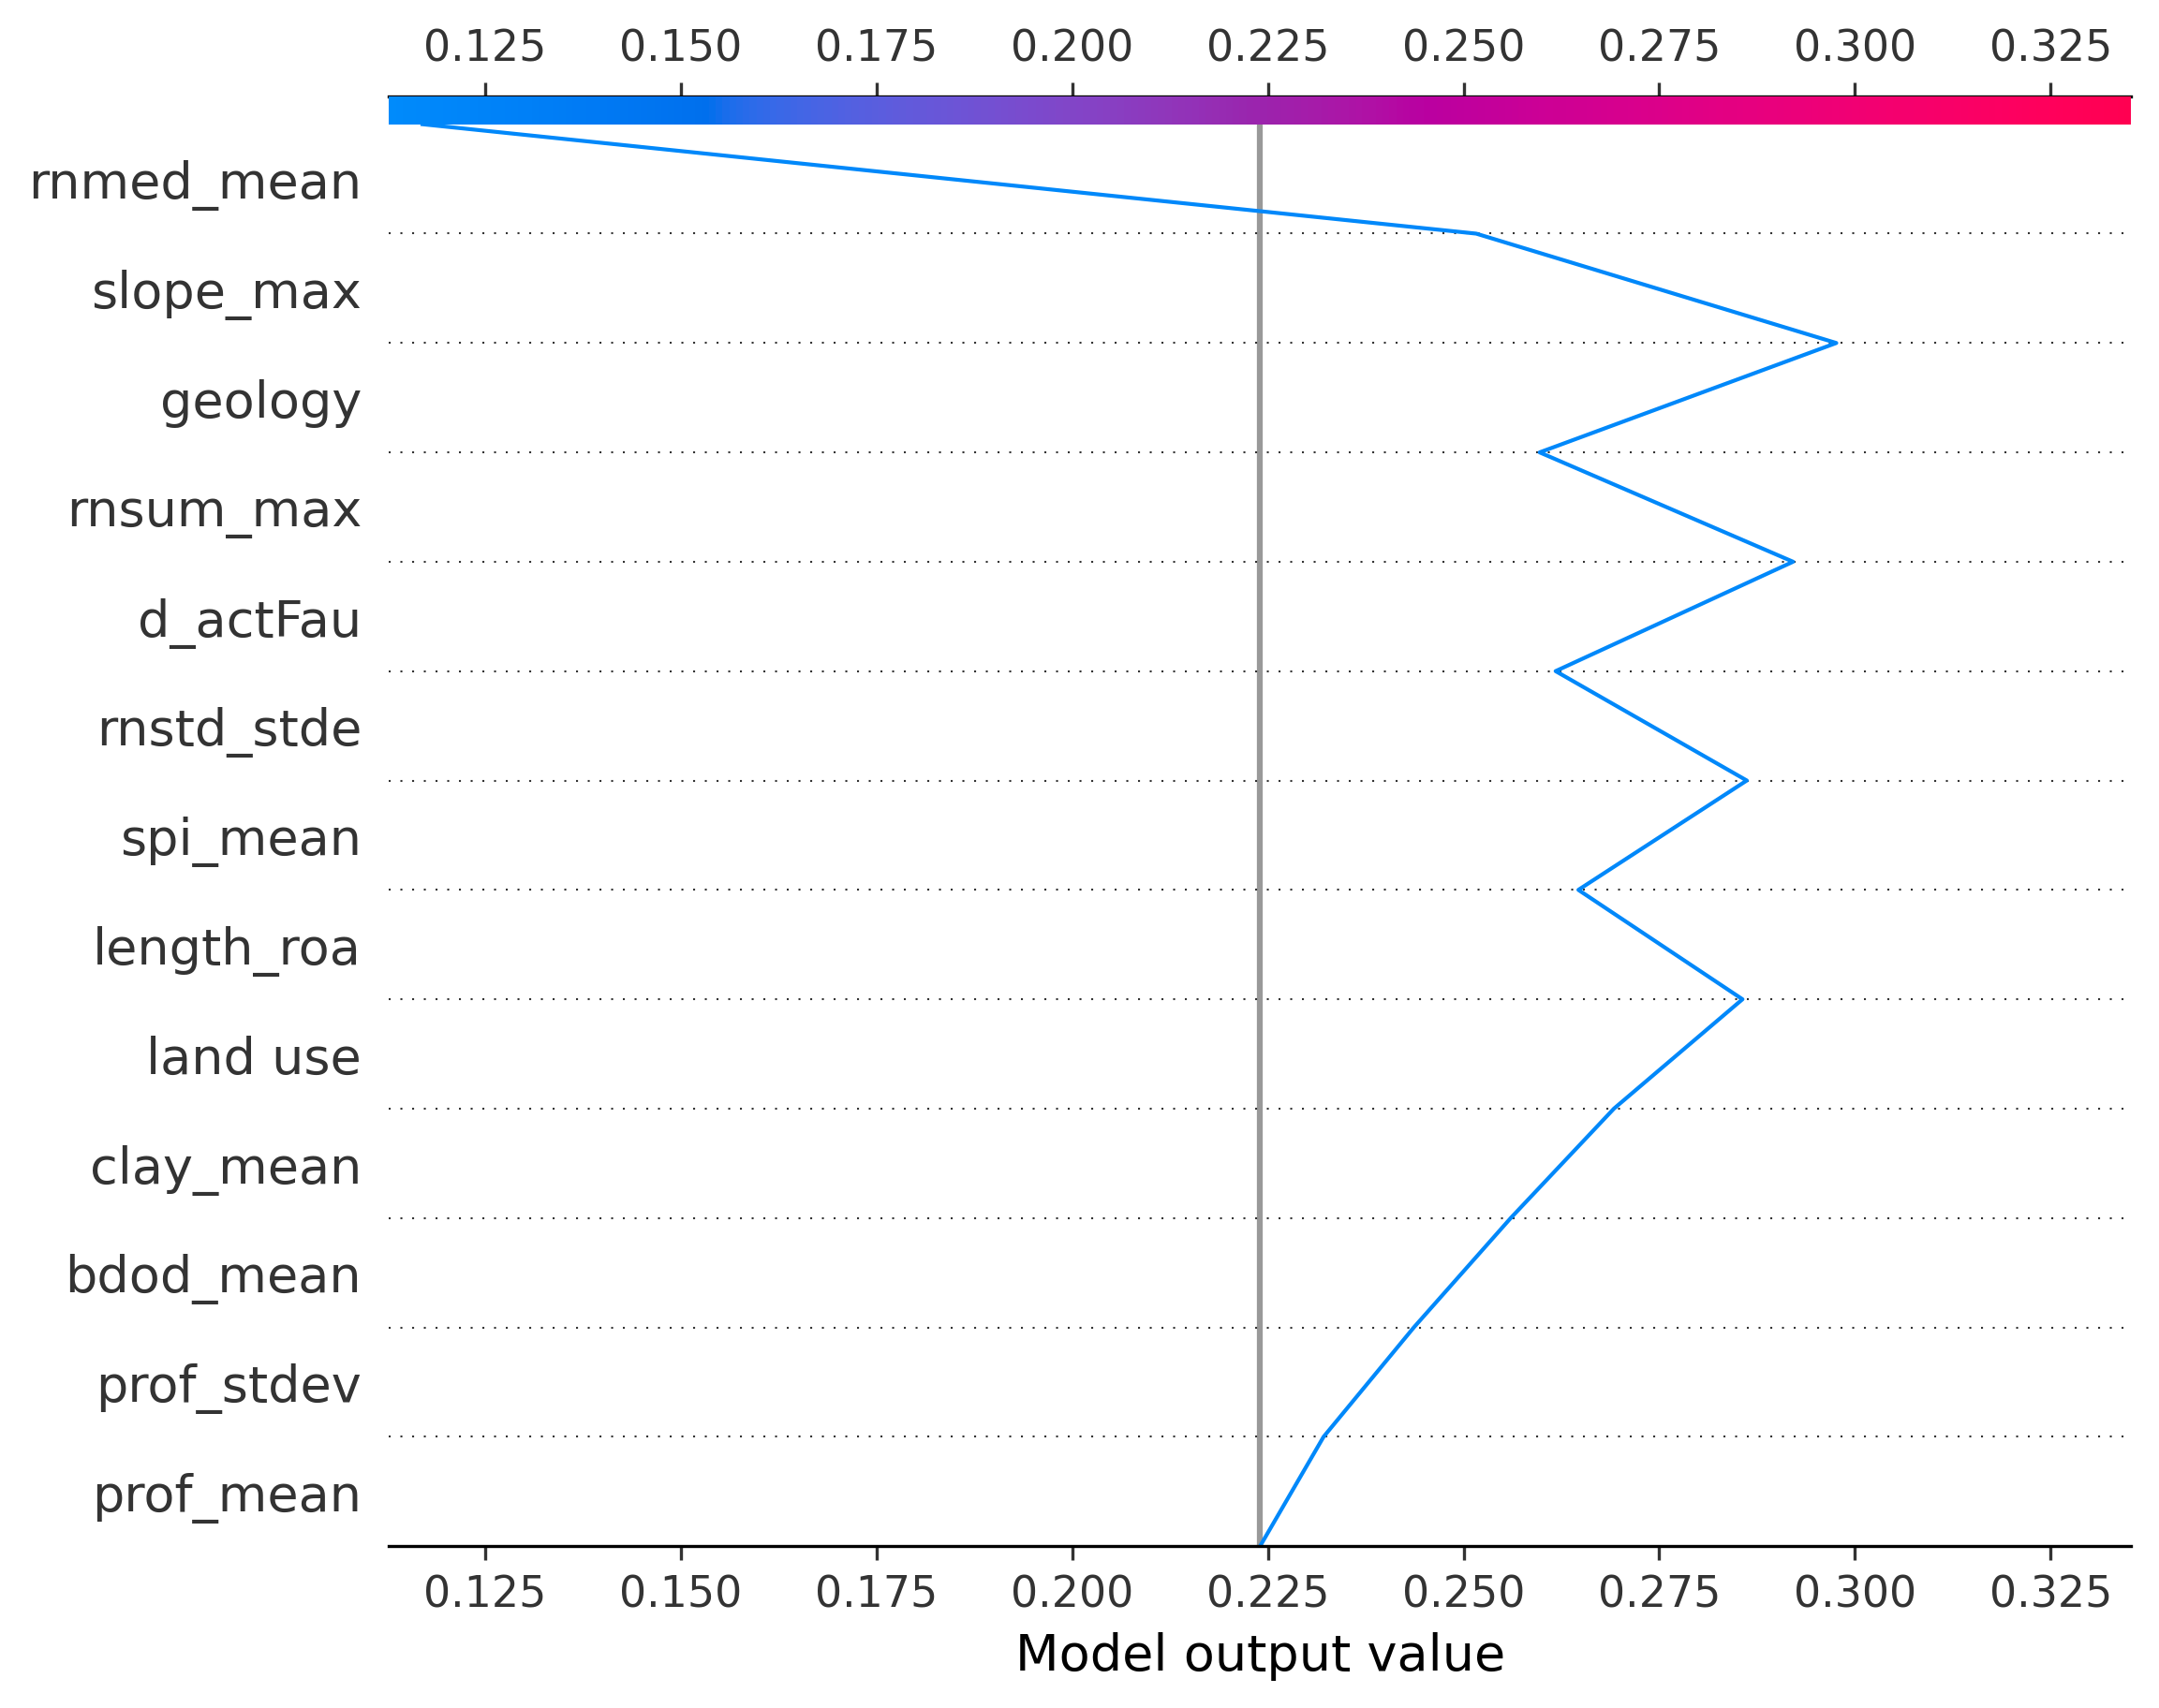 0.125 0.150 0.175 0.200 0.225 0.250 0.275 0.300 0.325
rnmed_mean
slope_max
geology
rnsum_max
d_actFau
rnstd_stde
spi_mean
length_roa
land use
clay_mean
bdod_mean
prof_stdev
prof_mean
0.125 0.150 0.175 0.200 0.225 0.250 0.275 0.300 0.325
Model output value